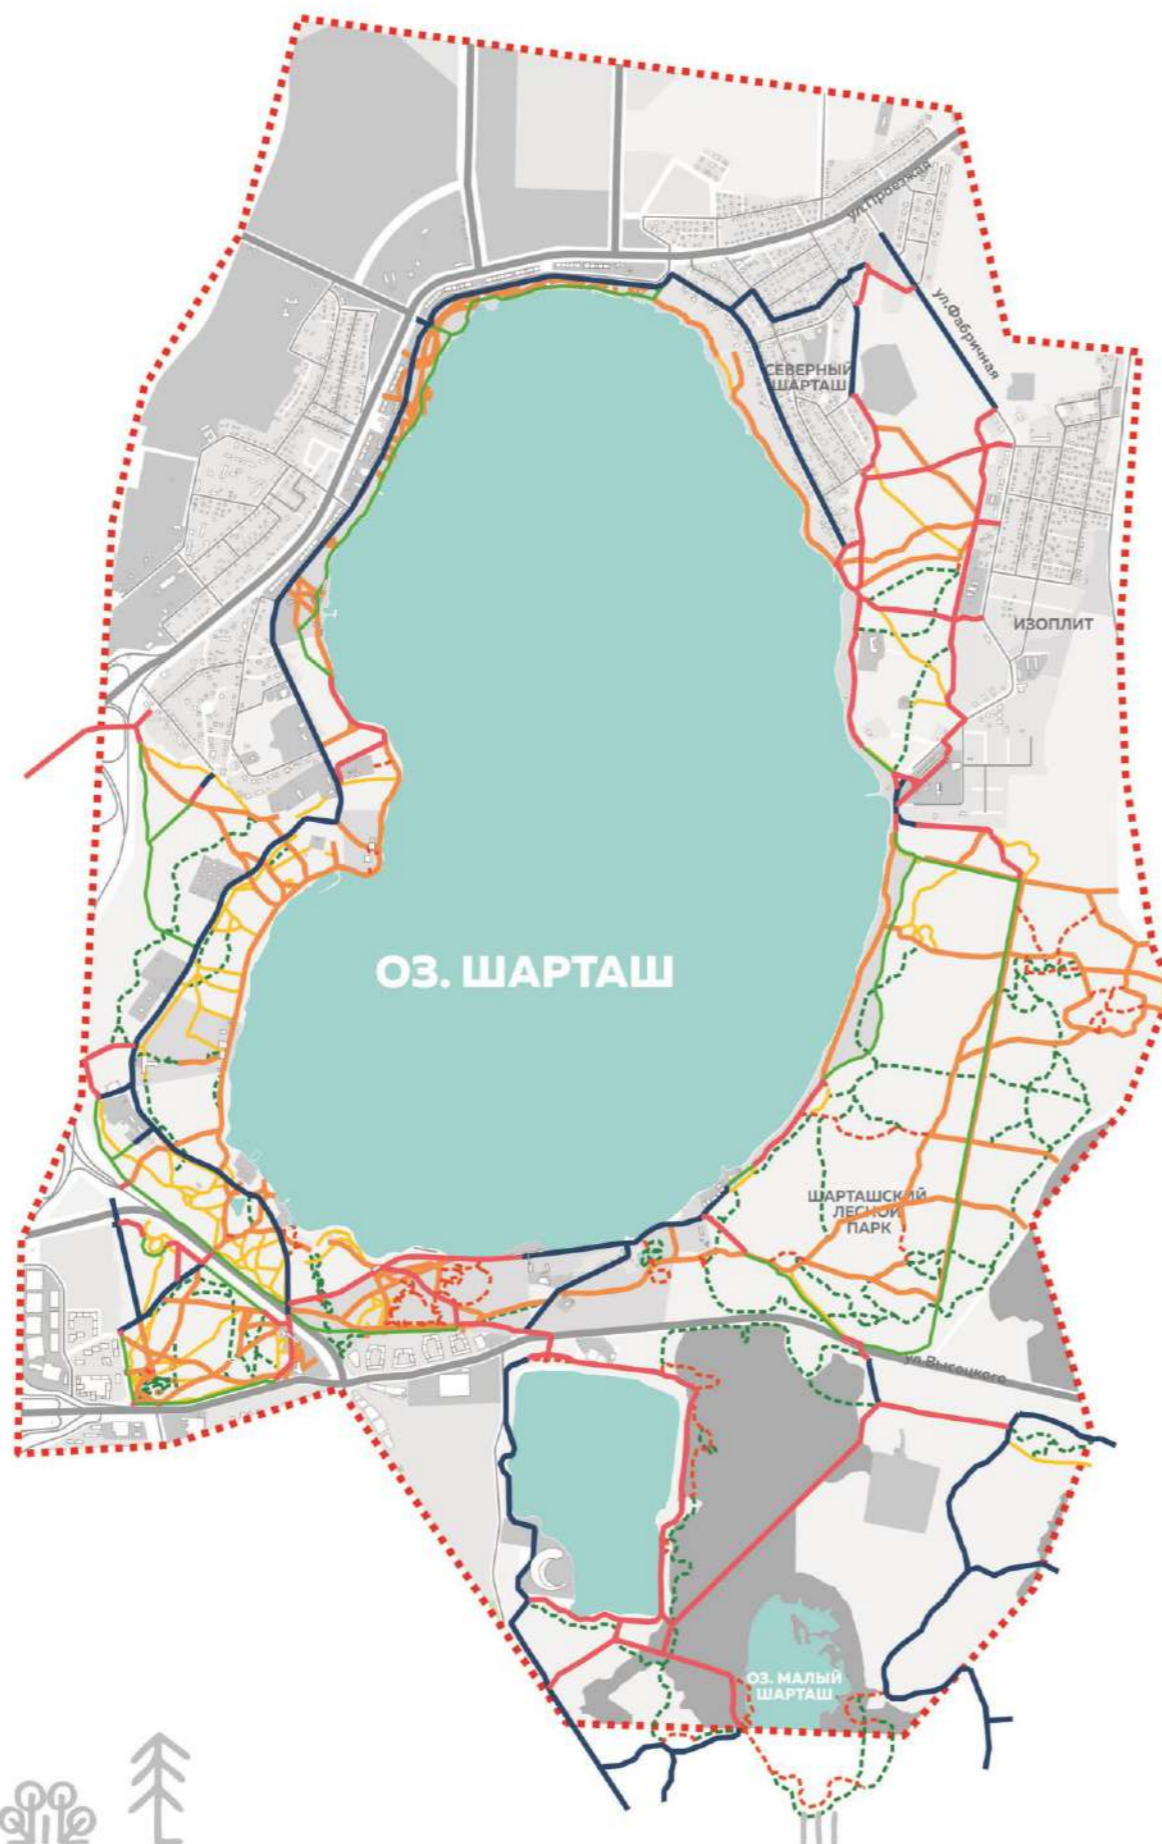 ул.Проезжая
ул.Фабричная
СЕВЕРНЫЙ
ШАРТАШ
ИЗОПЛИТ
ОЗ. ШАРТАШ
ШАРТАШСКИЙ
ЛЕСНОЙ
ПАРК
ул.Высоцкого
ОЗ. МАЛЫЙ
ШАРТАШ